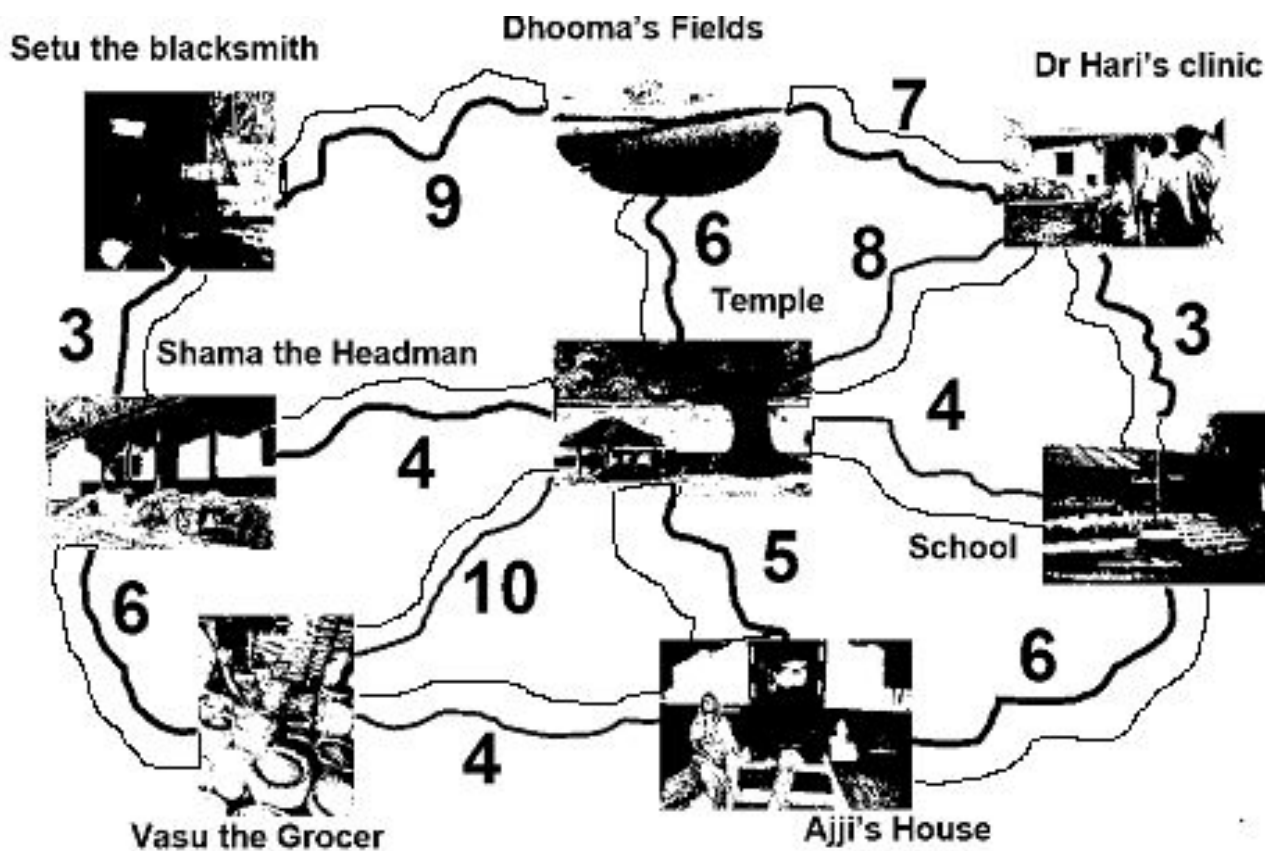 Dhooma's Fields
Setu the blacksmith
Dr Hari's clinic
7
9
6
8
Temple
3
3
Shama the Headman
4
4
School
5
10
6
6
4
Vasu the Grocer
Ajji's House